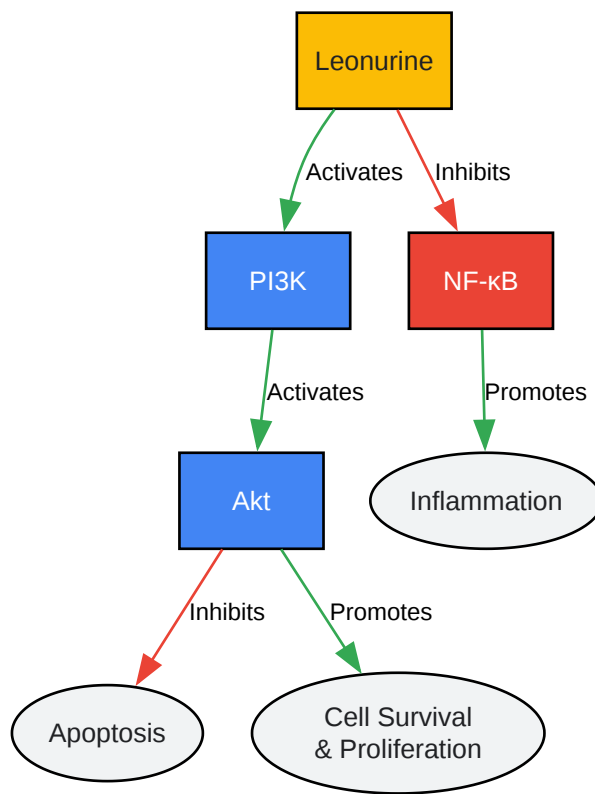 Leonurine
Activates
Inhibits
PI3K
NF-κB
Activates
Promotes
Akt
Inflammation
Inhibits
Promotes
Apoptosis
Cell Survival
& Proliferation